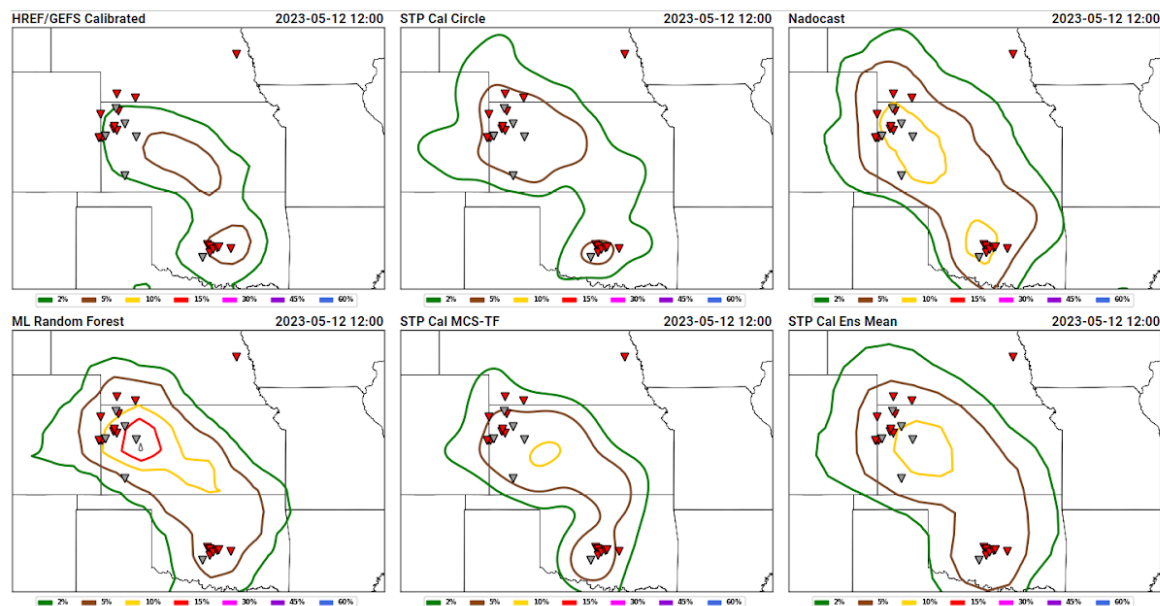 HREF/GEFS Calibrated 2023-05-12 12:00
STP Cal Circle 2023-05-12 12:00
Nadocast 2023-05-12 12:00
2% 5% 10% 15% 30% 45% 60%
2% 5% 10% 15% 30% 45% 60%
2% 5% 10% 15% 30% 45% 60%
ML Random Forest 2023-05-12 12:00
STP Cal MCS-TF 2023-05-12 12:00
STP Cal Ens Mean 2023-05-12 12:00
2% 5% 10% 15% 30% 45% 60%
2% 5% 10% 15% 30% 45% 60%
2% 5% 10% 15% 30% 45% 60%